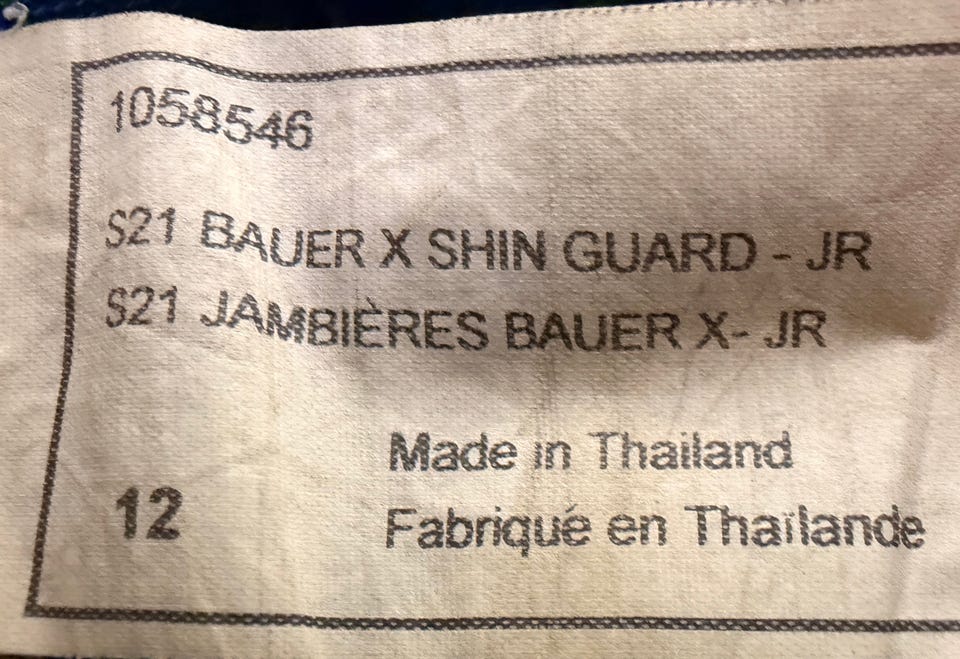 1058546
S21 BAUER X SHIN GUARD - JR
S21 JAMBIÈRES BAUER X- JR
Made in Thailand
12
Fabriqué en Thaïlande